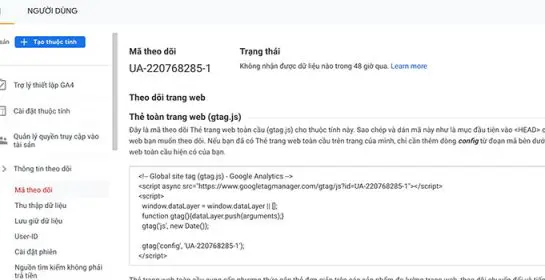 NGƯỜI DÙNG
sản
+ Tạo thuộc tính
Trợ lý thiết lập GA4
Cài đặt thuộc tính
Quản lý quyền truy cập vào
tài sản
Thông tin theo dõi
Mã theo dõi
Thu thập dữ liệu
Lưu giữ dữ liệu
User-ID
Cài đặt phiên
Nguồn tìm kiếm không phải
trả tiền
Mã theo dõi
UA-220768285-1
Trạng thái
Không nhận được dữ liệu nào trong 48 giờ qua. Learn more
Theo dõi trang web
Thẻ toàn trang web (gtag.js)
Đây là mã theo dõi Thẻ trang web toàn cầu (gtag.js) cho thuộc tính này. Sao chép và dán mã này như là mục đầu tiên vào <HEAD> c
web bạn muốn theo dõi. Nếu bạn đã có Thẻ trang web toàn cầu trên trang của mình, chỉ cần thêm dòng config từ đoạn mã bên dưới
web toàn cầu hiện có của bạn.
<!-- Global site tag (gtag.js) - Google Analytics -->
<script async src="https://www.googletagmanager.com/gtag/js?id=UA-220768285-1"></script>
<script>
window.dataLayer = window.dataLayer || [];
function gtag(){dataLayer.push(arguments);}
gtag('js', new Date());
gtag('config', 'UA-220768285-1');
</script>